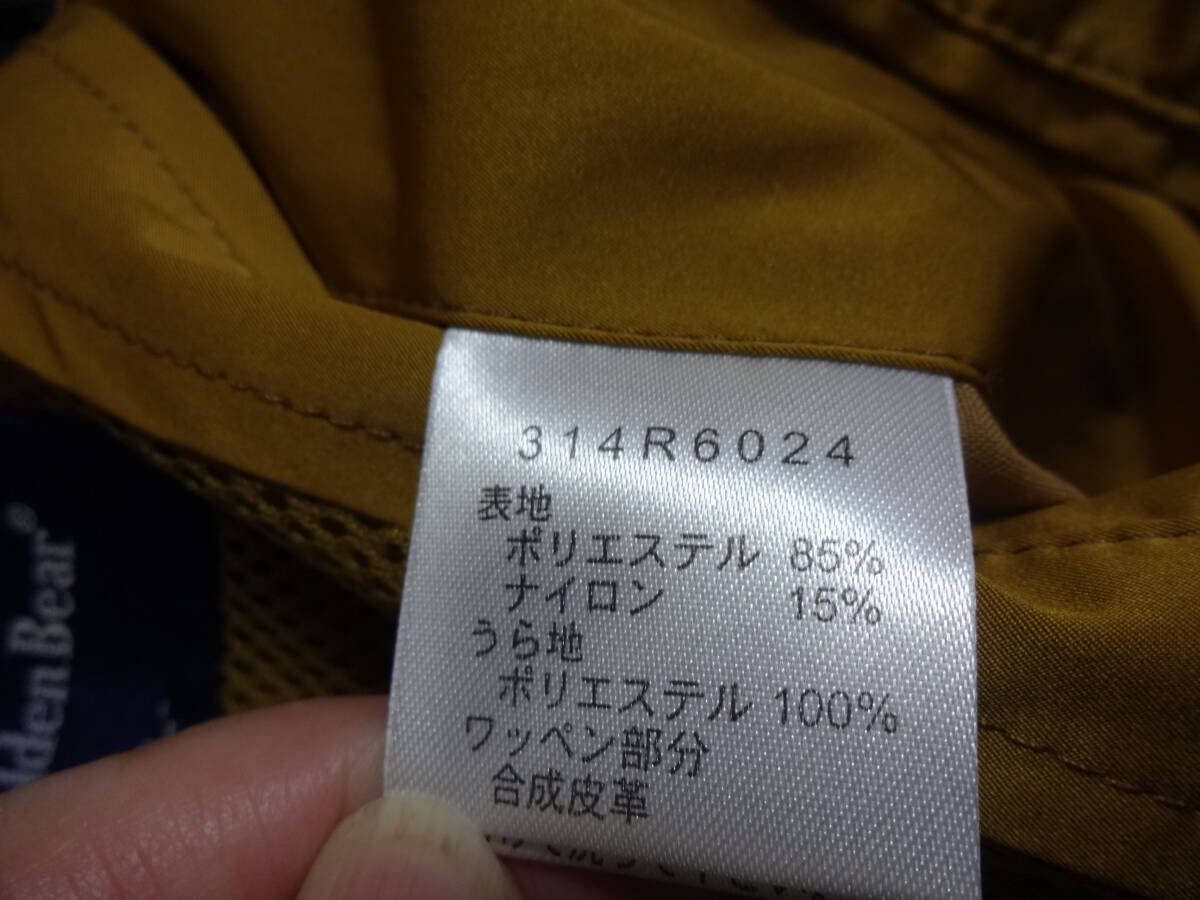 314R6024
表地
ポリエステル 85%
ナイロン 15%
うら地
ポリエステル 100%
ワッペン部分
合成皮革
Bear®